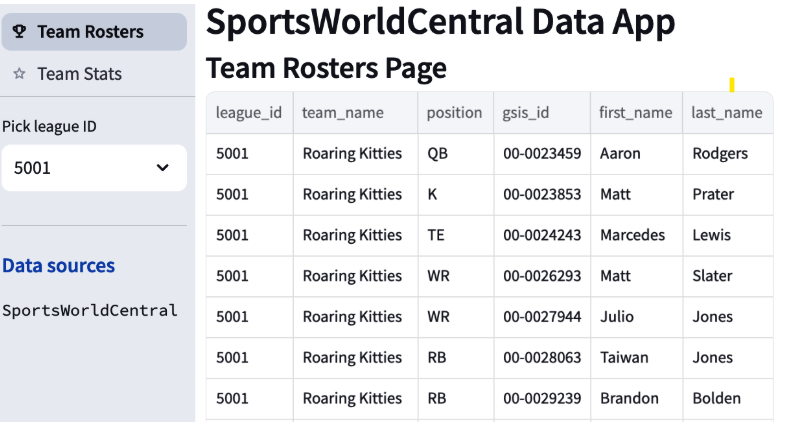 Team Rosters
Team Stats
Pick league ID
5001
Data sources
SportsWorldCentral
SportsWorldCentral Data App
Team Rosters Page
league_id team_name position gsis_id first_name last_name
5001 Roaring Kitties QB 00-0023459 Aaron Rodgers
5001 Roaring Kitties K 00-0023853 Matt Prater
5001 Roaring Kitties TE 00-0024243 Marcedes Lewis
5001 Roaring Kitties WR 00-0026293 Matt Slater
5001 Roaring Kitties WR 00-0027944 Julio Jones
5001 Roaring Kitties RB 00-0028063 Taiwan Jones
5001 Roaring Kitties RB 00-0029239 Brandon Bolden